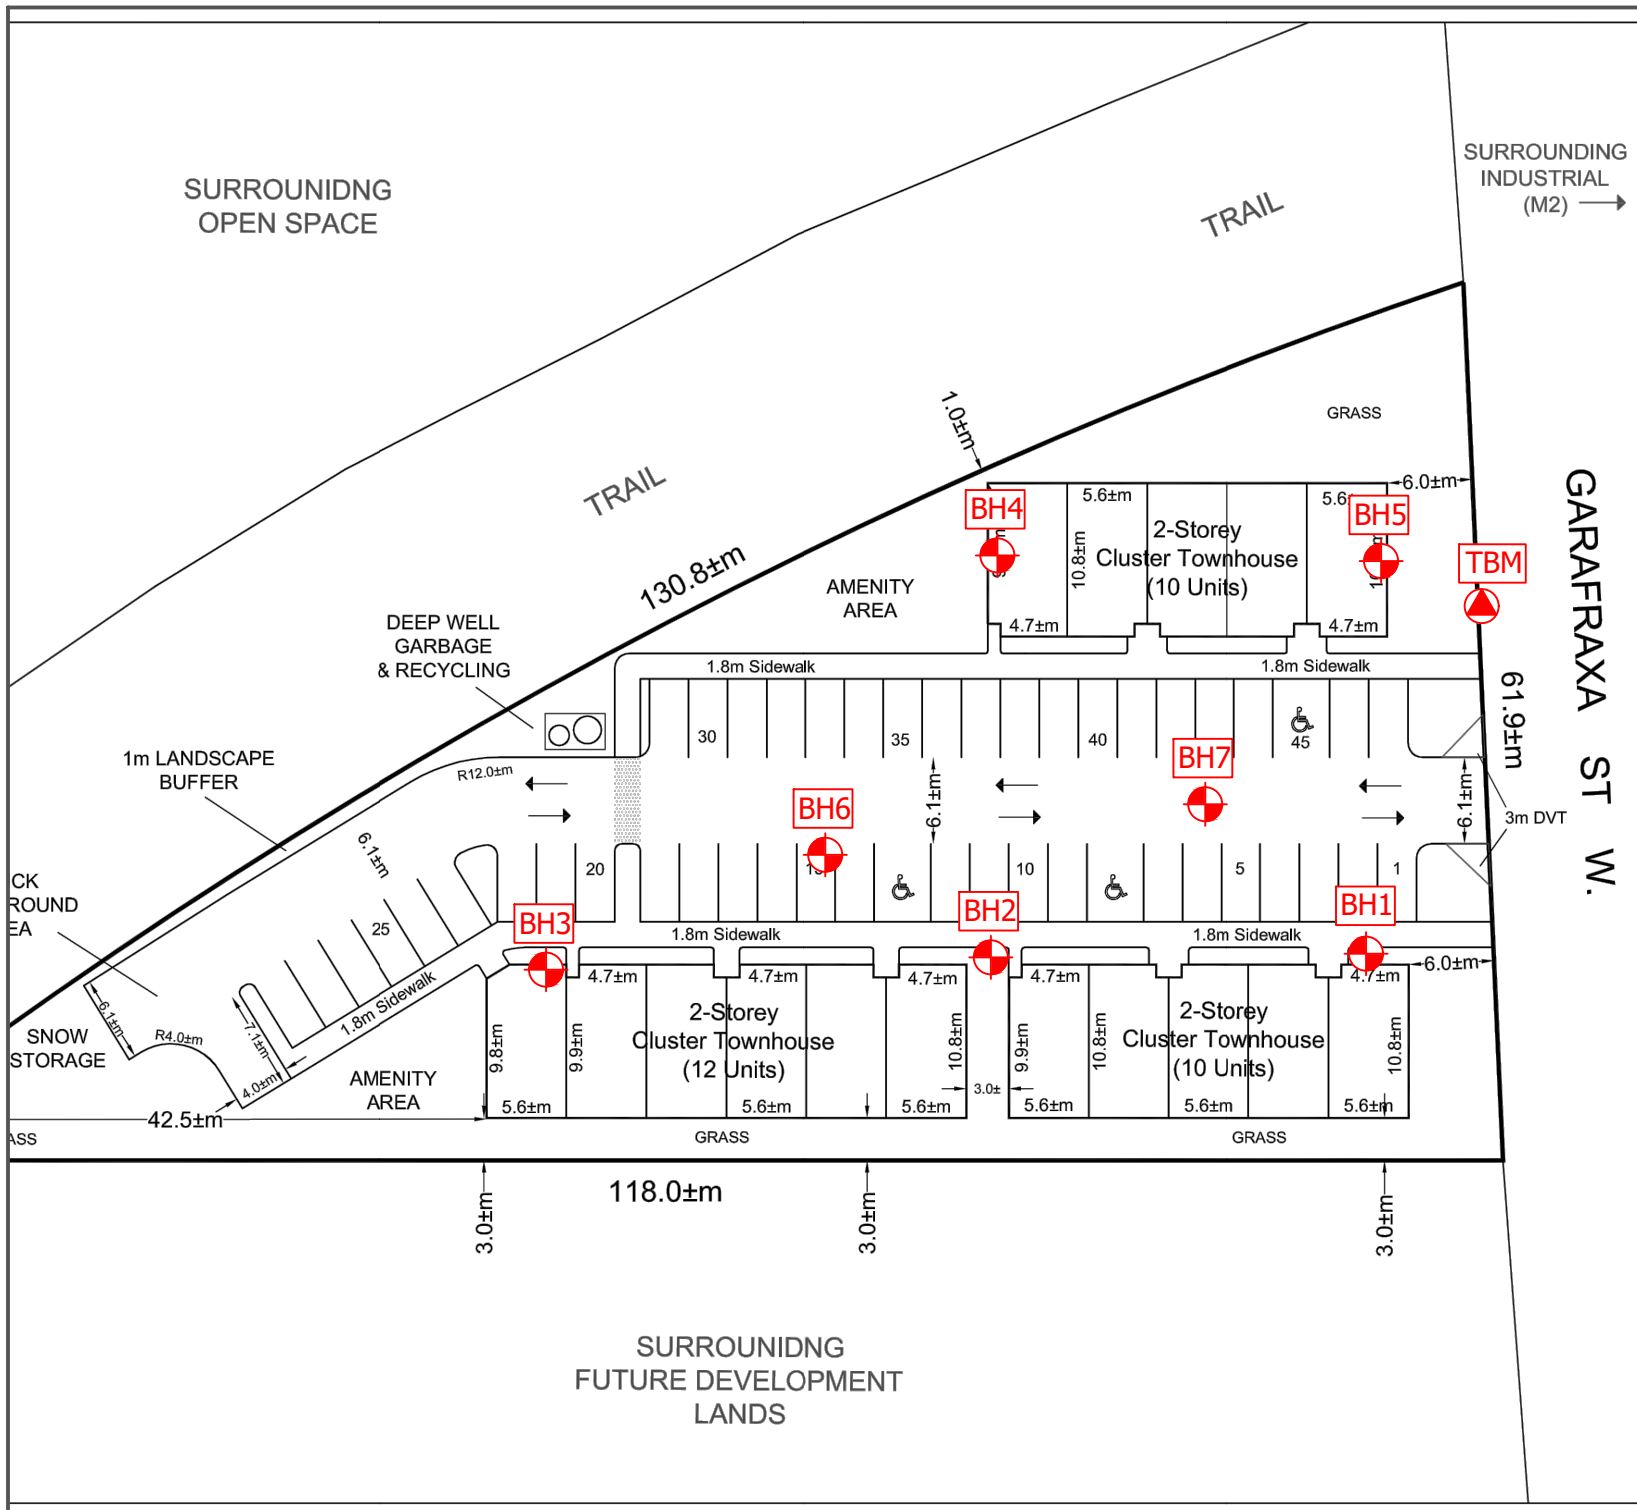 SURROUNIDNG
OPEN SPACE
TRAIL
SURROUNDING
INDUSTRIAL
(M2)
GRASS
1.0±m
TRAIL
130.8±m
6.0±m
BH4
5.6±m
BH5
10.8±m
2-Storey
Cluster Townhouse
(10 Units)
4.7±m
4.7±m
TBM
GARAFRAXA ST W.
61.9±m
AMENITY
AREA
DEEP WELL
GARBAGE
& RECYCLING
1.8m Sidewalk
1.8m Sidewalk
30
35
40
45
1m LANDSCAPE
BUFFER
R12.0±m
BH7
BH6
6.1±m
6.1±m
3m DVT
6.1±m
20
10
5
1
25
BH3
BH2
BH1
1.8m Sidewalk
1.8m Sidewalk
6.0±m
1.8m Sidewalk
4.7±m
4.7±m
4.7±m
4.7±m
4.7±m
SNOW
STORAGE
6.1±m
R4.0±m
7.1±m
4.0±m
AMENITY
AREA
9.8±m
9.9±m
2-Storey
Cluster Townhouse
(12 Units)
10.8±m
3.0±
9.9±m
10.8±m
2-Storey
Cluster Townhouse
(10 Units)
10.8±m
5.6±m
5.6±m
5.6±m
5.6±m
5.6±m
5.6±m
42.5±m
GRASS
GRASS
118.0±m
3.0±m
3.0±m
3.0±m
SURROUNIDNG
FUTURE DEVELOPMENT
LANDS